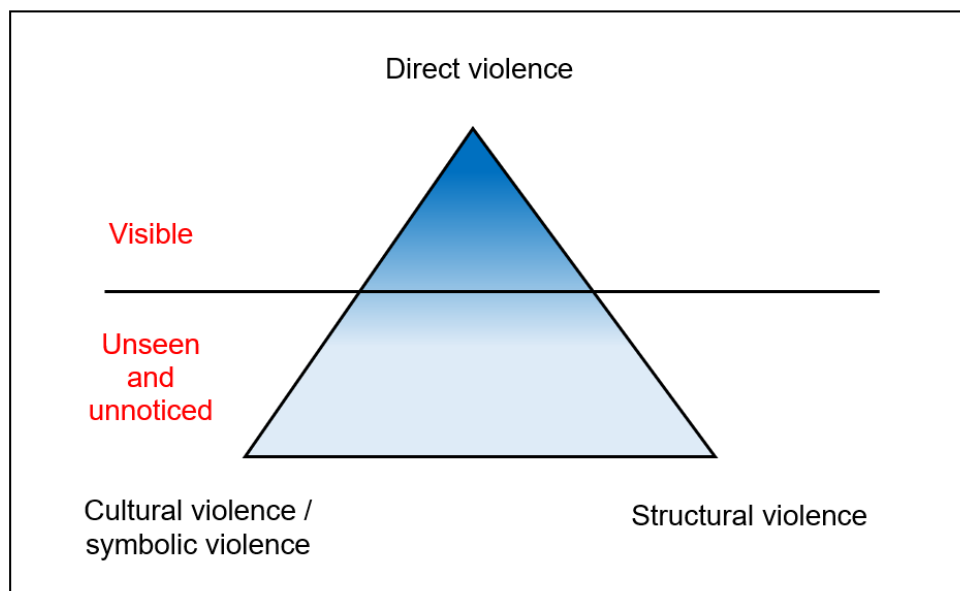 Direct violence
Visible
Unseen
and
unnoticed
Cultural violence /
symbolic violence
Structural violence